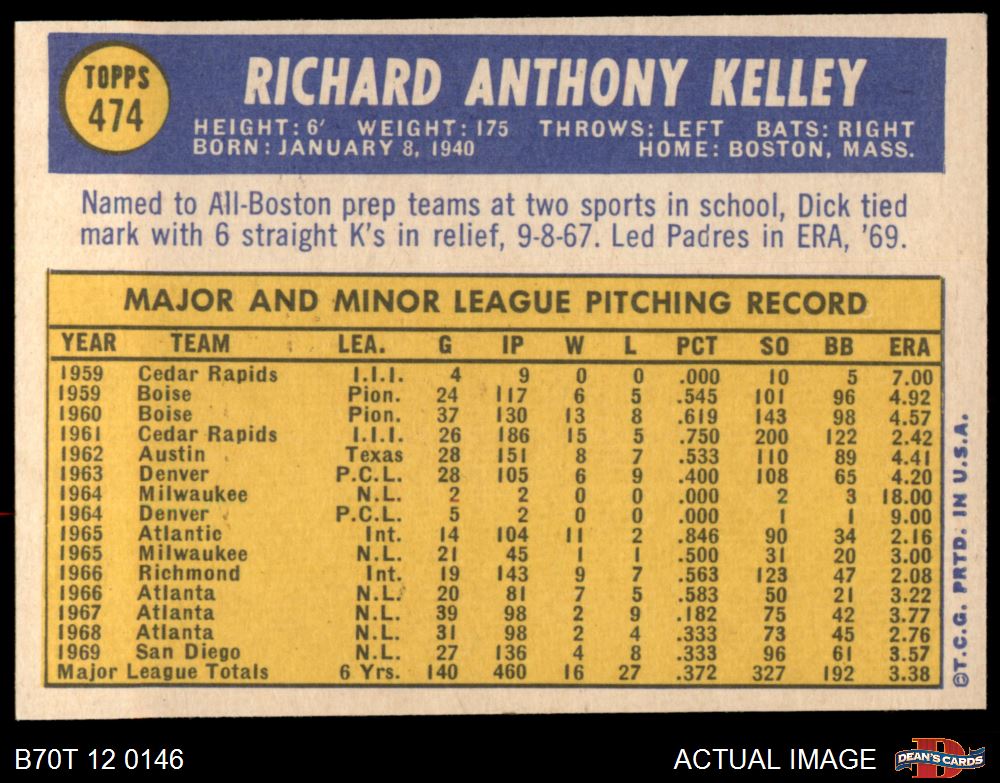 TOPPS
474
RICHARD ANTHONY KELLEY
HEIGHT: 6' WEIGHT: 175 THROWS: LEFT BATS: RIGHT
BORN: JANUARY 8, 1940 HOME: BOSTON, MASS.
Named to All-Boston prep teams at two sports in school, Dick tied
mark with 6 straight K's in relief, 9-8-67. Led Padres in ERA, '69.
MAJOR AND MINOR LEAGUE PITCHING RECORD
YEAR TEAM LEA. G IP W L PCT SO BB ERA
1959 Cedar Rapids I.I.I. 4 9 0 0 .000 10 5 7.00
1959 Boise Pion. 24 117 6 5 .545 101 96 4.92
1960 Boise Pion. 37 130 13 8 .619 143 98 4.57
1961 Cedar Rapids I.I.I. 26 186 15 5 .750 200 122 2.42
1962 Austin Texas 28 151 8 7 .533 110 89 4.41
1963 Denver P.C.L. 28 105 6 9 .400 108 65 4.20
1964 Milwaukee N.L. 2 2 0 0 .000 2 3 18.00
1964 Denver P.C.L. 5 2 0 0 .000 1 1 9.00
1965 Atlantic Int. 14 104 11 2 .846 90 34 2.16
1965 Milwaukee N.L. 21 45 1 1 .500 31 20 3.00
1966 Richmond Int. 19 143 9 7 .563 123 47 2.08
1966 Atlanta N.L. 20 81 7 5 .583 50 21 3.22
1967 Atlanta N.L. 39 98 2 9 .182 75 42 3.77
1968 Atlanta N.L. 31 98 2 4 .333 73 45 2.76
1969 San Diego N.L. 27 136 4 8 .333 96 61 3.57
Major League Totals 6 Yrs. 140 460 16 27 .372 327 192 3.38
©T.C.G. PRTD. IN U.S.A.
B70T 12 0146
ACTUAL IMAGE
D
DEAN'S CARDS